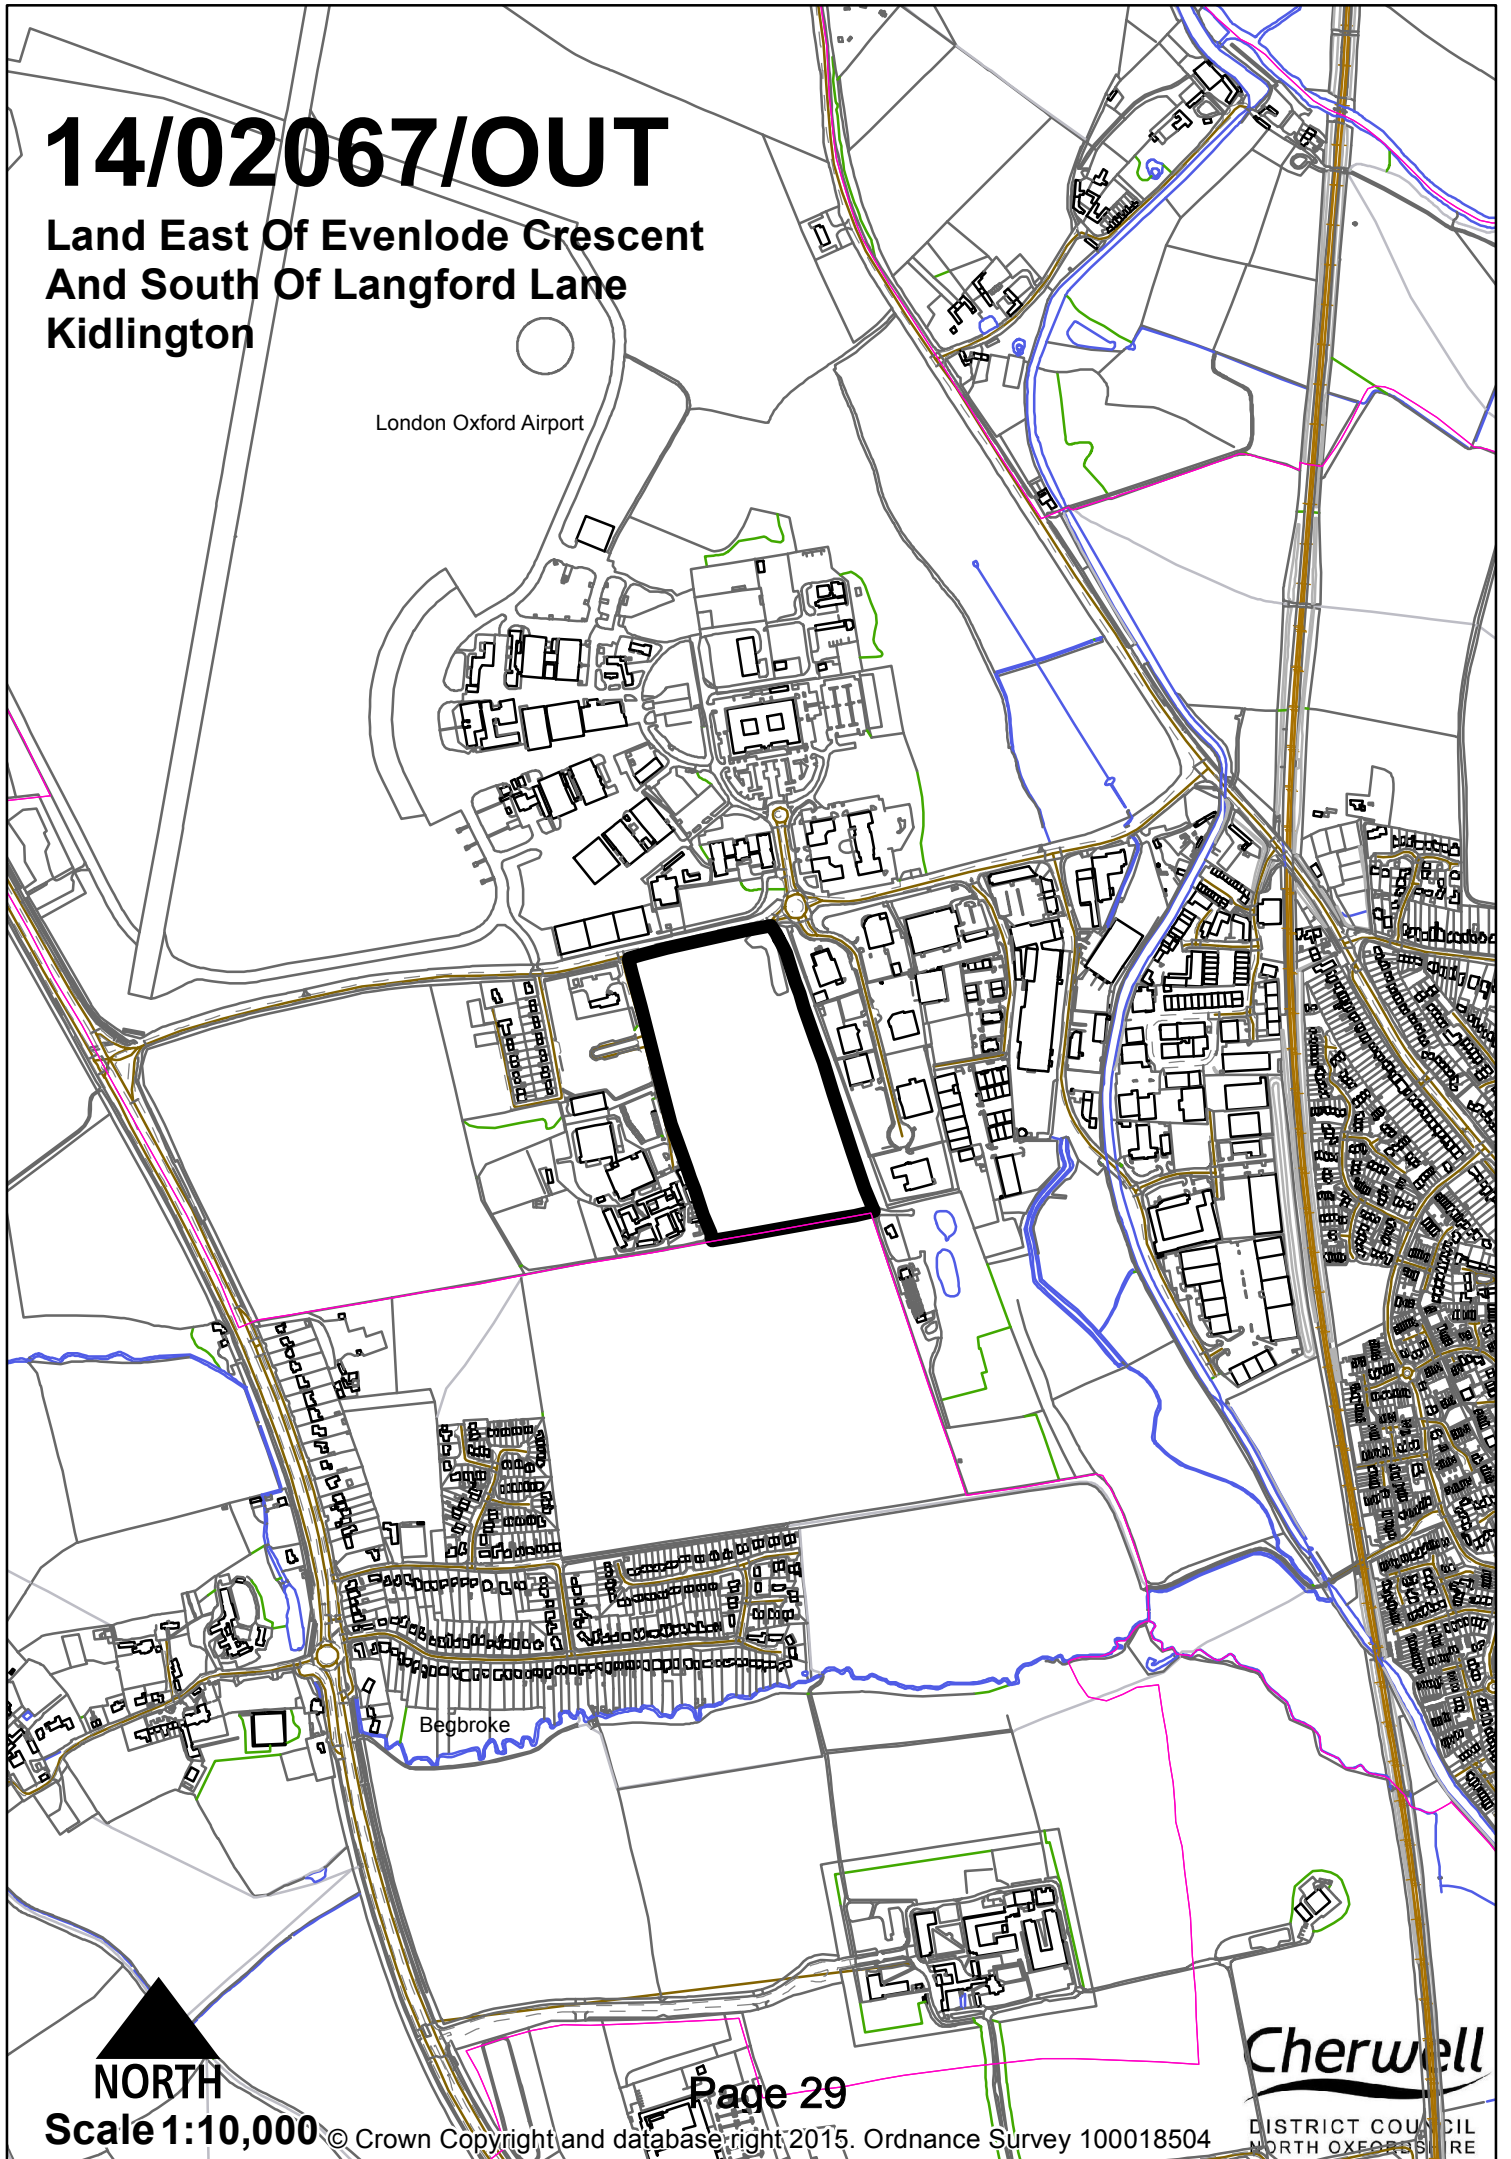 14/02067/OUT
Land East Of Evenlode Crescent
And South Of Langford Lane
Kidlington
London Oxford Airport
Begbroke
NORTH
Scale 1:10,000
Page 29
© Crown Copyright and database right 2015. Ordnance Survey 100018504
Cherwell
DISTRICT COUNCIL
NORTH OXFORDSHIRE